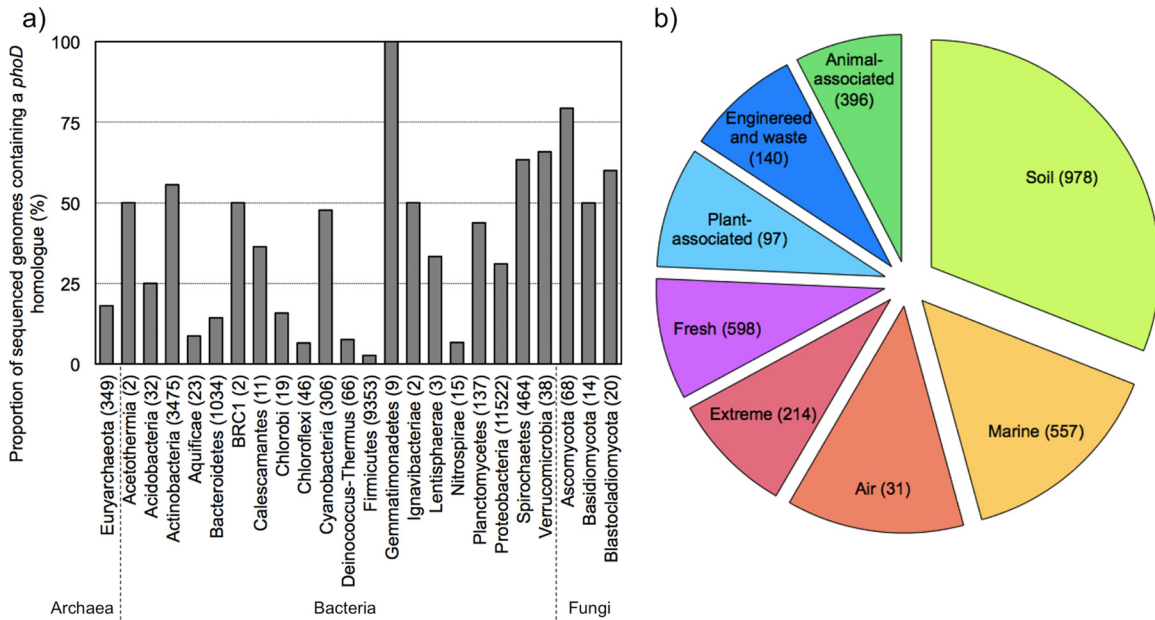 a)
Proportion of sequenced genomes containing a phoD
homologue (%)
100
75
50
25
0
Euryarchaeota (349)
Acetothermia (2)
Acidobacteria (32)
Actinobacteria (3475)
Aquificae (23)
Bacteroidetes (1034)
BRC1 (2)
Calescamantes (11)
Chlorobi (19)
Chloroflexi (46)
Cyanobacteria (306)
Deinoccocus-Thermus (66)
Firmicutes (9353)
Gemmatimonadetes (9)
Ignavibacteriae (2)
Lentisphaerae (3)
Nitrospirae (15)
Planctomycetes (137)
Proteobacteria (11522)
Spirochaetes (464)
Verrucomicrobia (38)
Ascomycota (68)
Basidiomycota (14)
Blastocladiomycota (20)
Archaea
Bacteria
Fungi
b)
Animal-
associated
(396)
Enginereed
and waste
(140)
Plant-
associated (97)
Fresh (598)
Extreme (214)
Air (31)
Marine (557)
Soil (978)